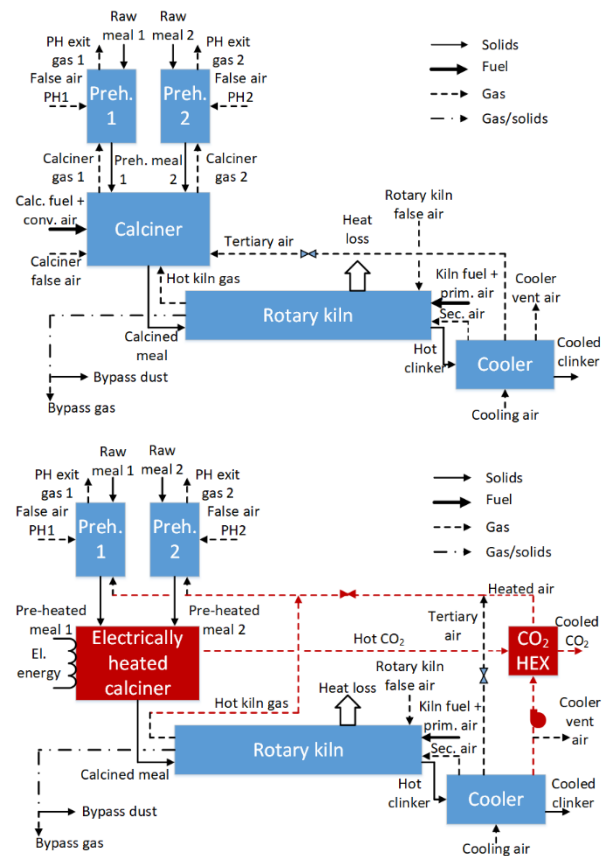 Raw
meal 1
Raw
meal 2
PH exit
gas 1
PH exit
gas 2
False air
PH1
False air
PH2
Preh.
1
Preh.
2
Solids
Fuel
Gas
Gas/solids
Calciner
gas 1
Preh. meal
1
2
Calciner
gas 2
Calc. fuel +
conv. air
Calciner
Calciner
false air
Tertiary air
Heat
loss
Rotary kiln
false air
Hot kiln gas
Rotary kiln
Kiln fuel +
prim. air
Sec. air
Cooler
vent air
Calcined
meal
Hot
clinker
Cooler
Cooled
clinker
Bypass dust
Bypass gas
Cooling air
Raw
meal 1
Raw
meal 2
PH exit
gas 1
PH exit
gas 2
False air
PH1
False air
PH2
Preh.
1
Preh.
2
Solids
Fuel
Gas
Gas/solids
Pre-heated
meal 1
Pre-heated
meal 2
Heated air
Tertiary
air
El.
energy
Electrically
heated
calciner
Hot CO₂
CO₂
HEX
Cooled
CO₂
Hot kiln gas
Heat loss
Rotary kiln
false air
Kiln fuel +
prim. air
Sec. air
Cooler
vent
air
Rotary kiln
Calcined meal
Hot
clinker
Cooler
Cooled
clinker
Bypass dust
Bypass gas
Cooling air